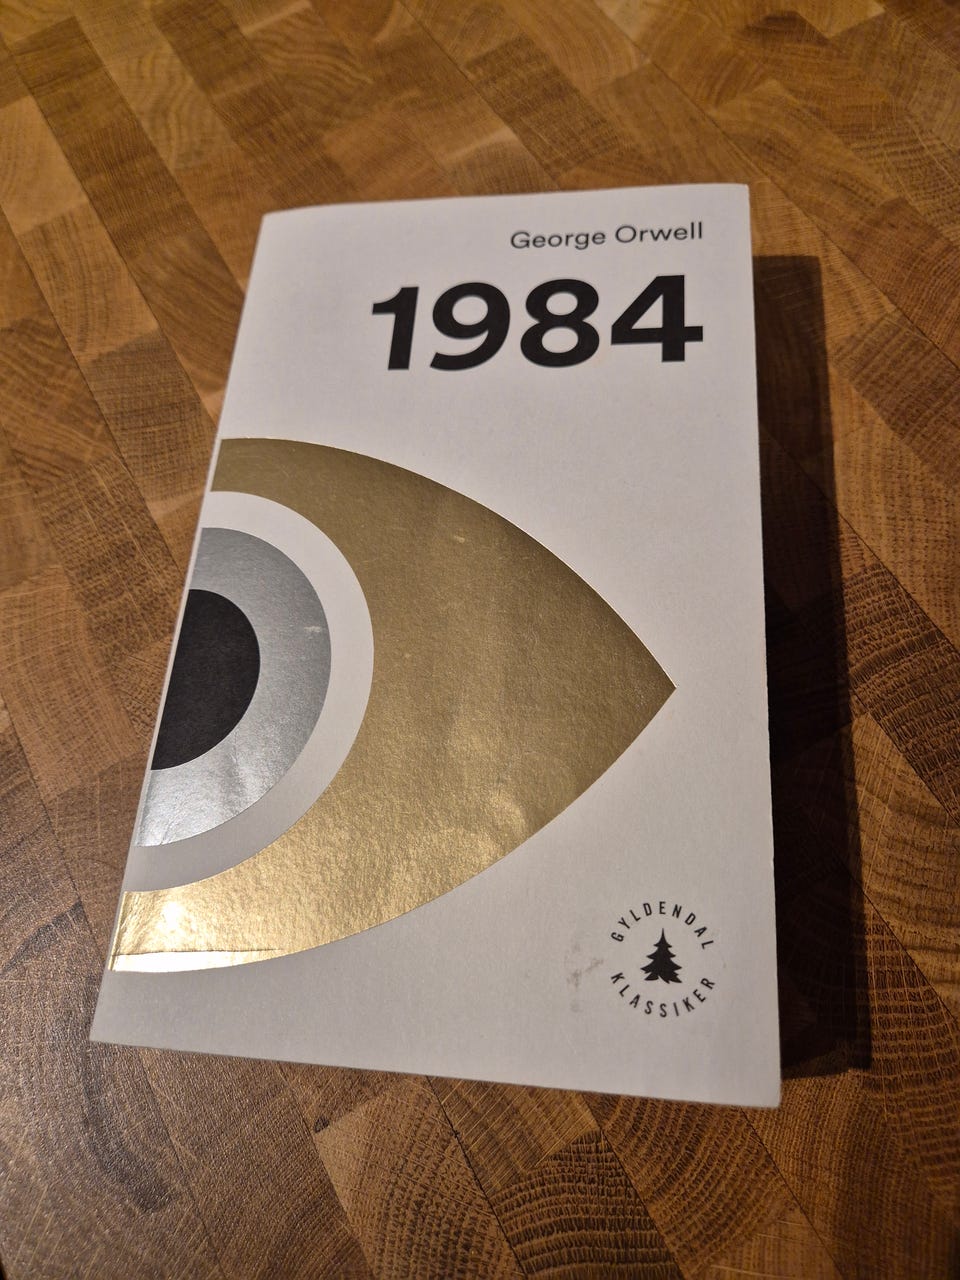 George Orwell
1984
GYLDENDAL
KLASSIKER